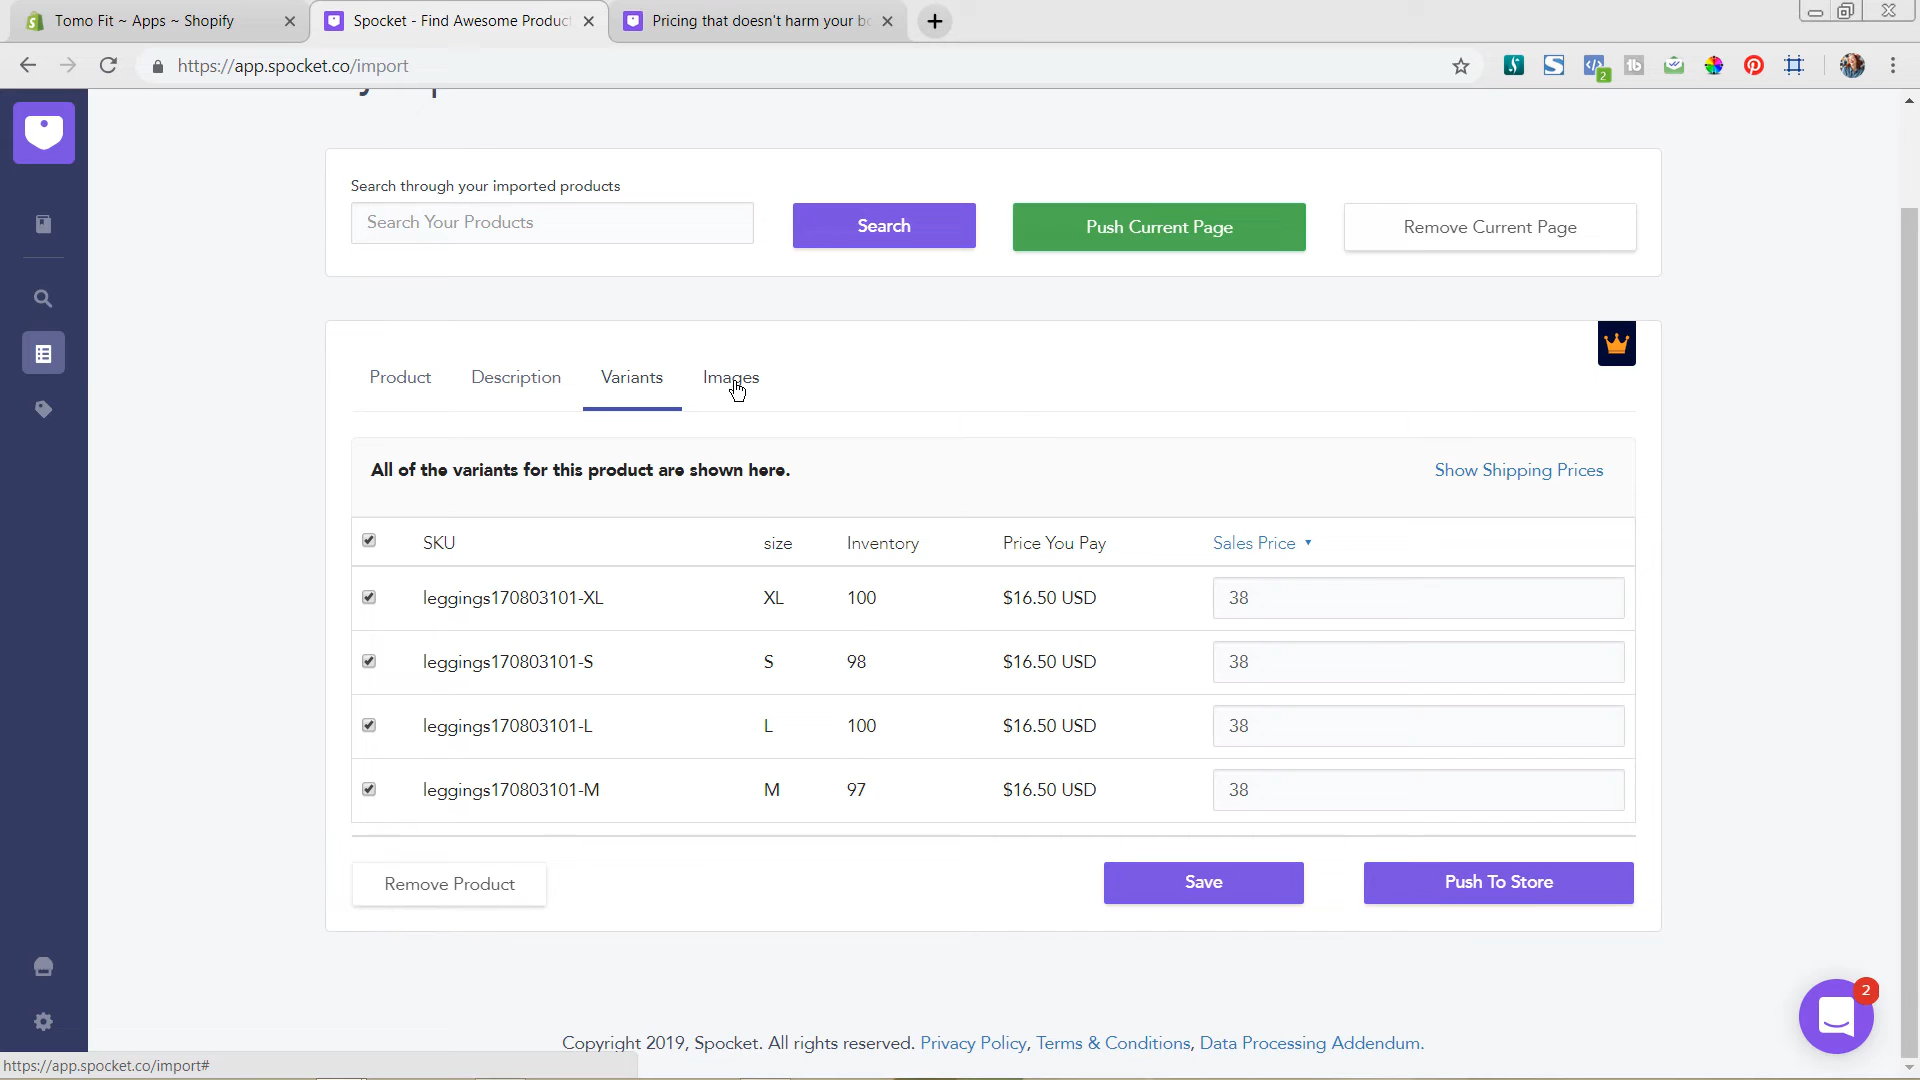 Tomo Fit ~ Apps ~ Shopify
Spocket - Find Awesome Produc
Pricing that doesn't harm your b
https://app.spocket.co/import
2
Search through your imported products
Search Your Products
Search
Push Current Page
Remove Current Page
Product
Description
Variants
Images
All of the variants for this product are shown here.
Show Shipping Prices
SKU size Inventory Price You Pay Sales Price
leggings170803101-XL XL 100 $16.50 USD 38
leggings170803101-S S 98 $16.50 USD 38
leggings170803101-L L 100 $16.50 USD 38
leggings170803101-M M 97 $16.50 USD 38
Remove Product
Save
Push To Store
2
Copyright 2019, Spocket. All rights reserved. Privacy Policy, Terms & Conditions, Data Processing Addendum.
https://app.spocket.co/import#